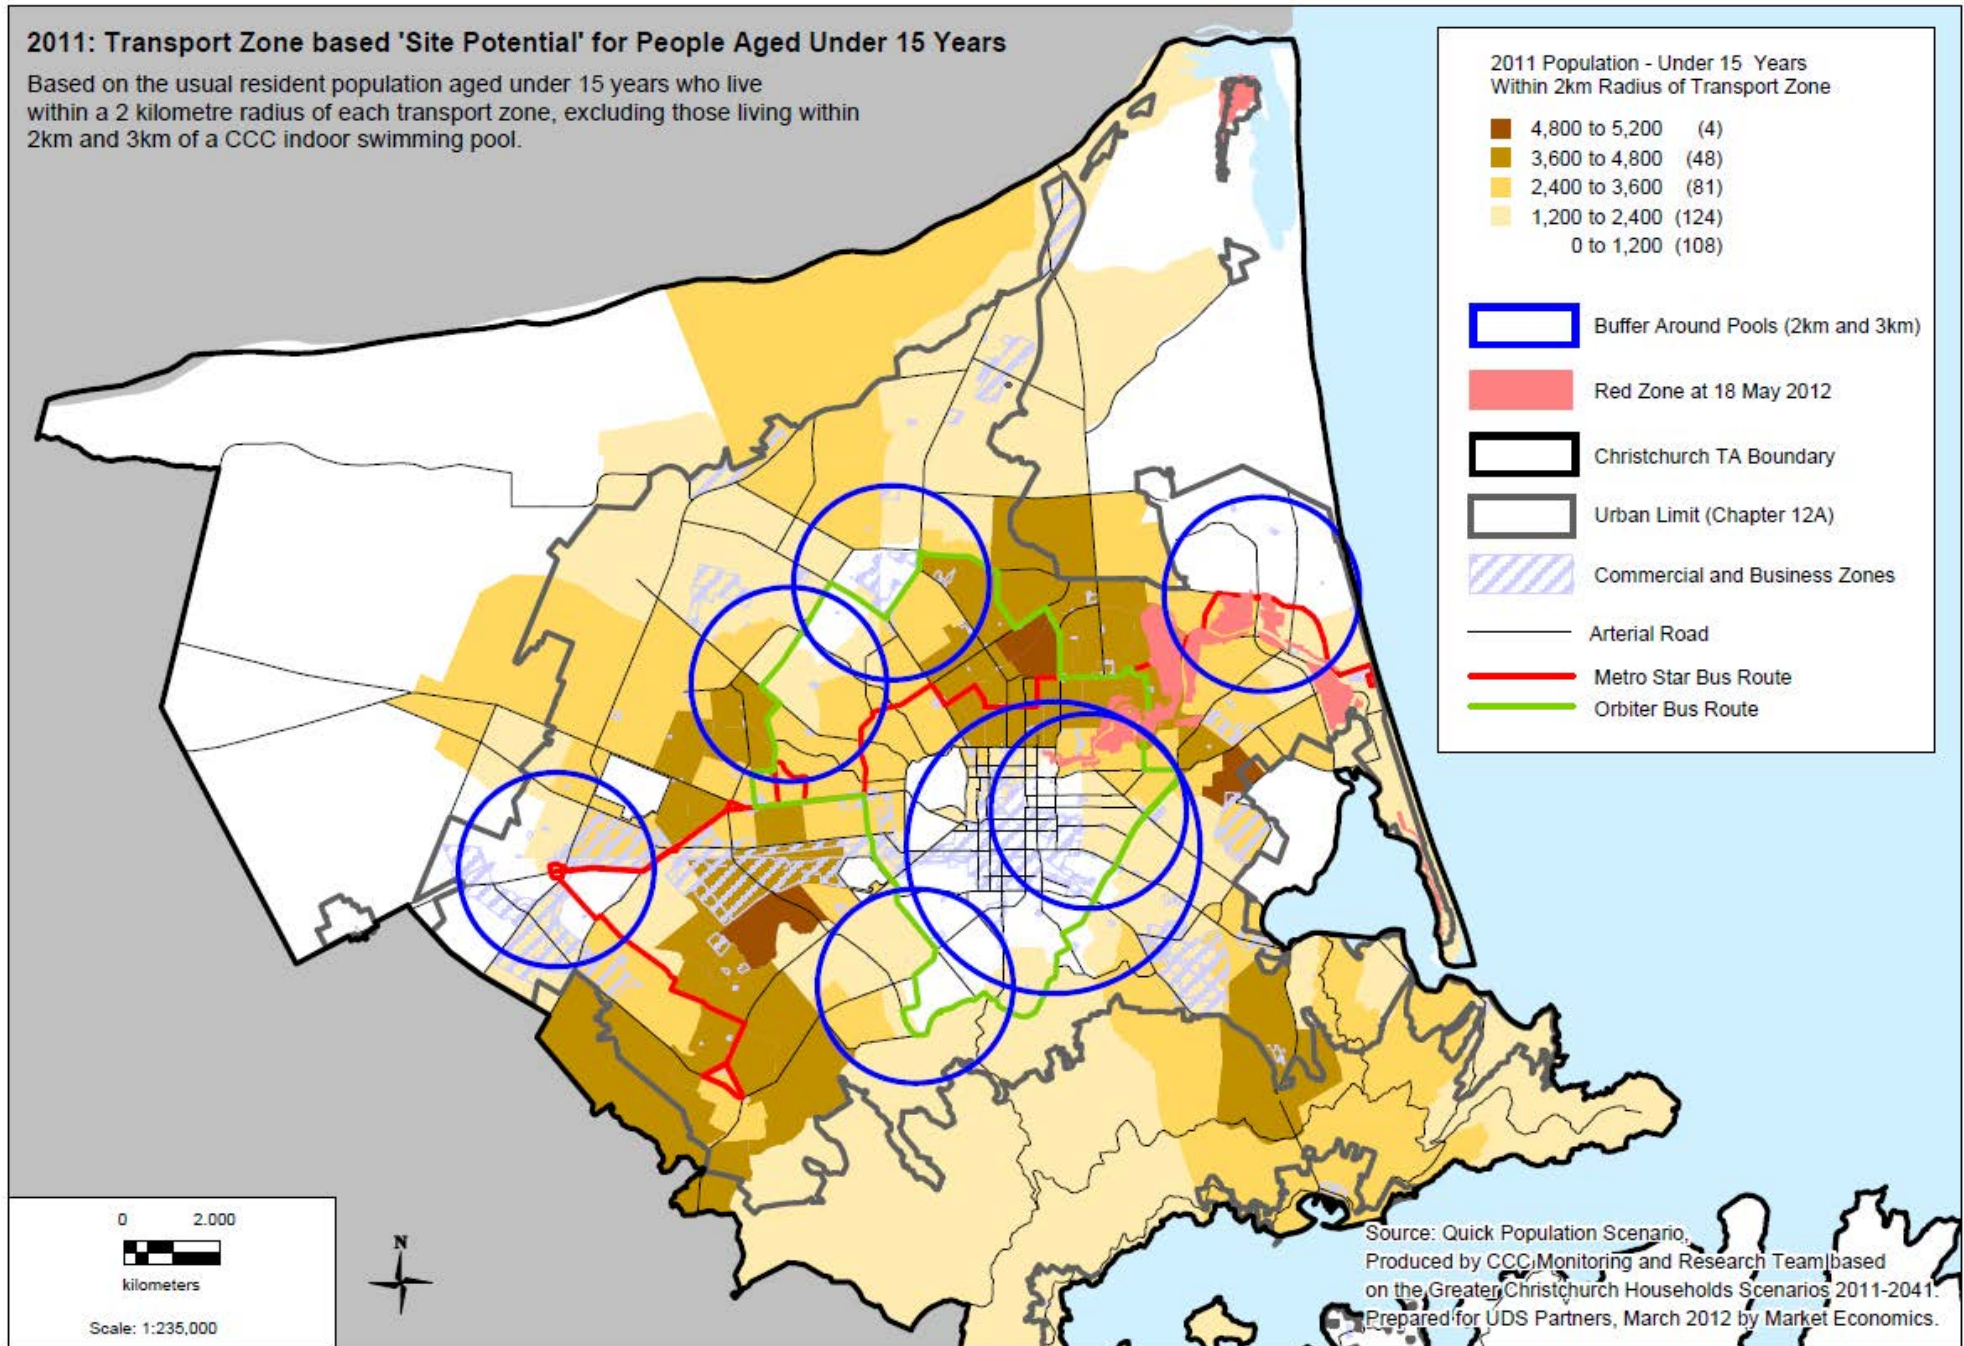 2011: Transport Zone based 'Site Potential' for People Aged Under 15 Years
Based on the usual resident population aged under 15 years who live
within a 2 kilometre radius of each transport zone, excluding those living within
2km and 3km of a CCC indoor swimming pool.
2011 Population - Under 15 Years
Within 2km Radius of Transport Zone
4,800 to 5,200 (4)
3,600 to 4,800 (48)
2,400 to 3,600 (81)
1,200 to 2,400 (124)
0 to 1,200 (108)
Buffer Around Pools (2km and 3km)
Red Zone at 18 May 2012
Christchurch TA Boundary
Urban Limit (Chapter 12A)
Commercial and Business Zones
Arterial Road
Metro Star Bus Route
Orbiter Bus Route
0 2.000
kilometers
Scale: 1:235,000
N
Source: Quick Population Scenario,
Produced by CCC Monitoring and Research Team based
on the Greater Christchurch Households Scenarios 2011-2041.
Prepared for UDS Partners, March 2012 by Market Economics.